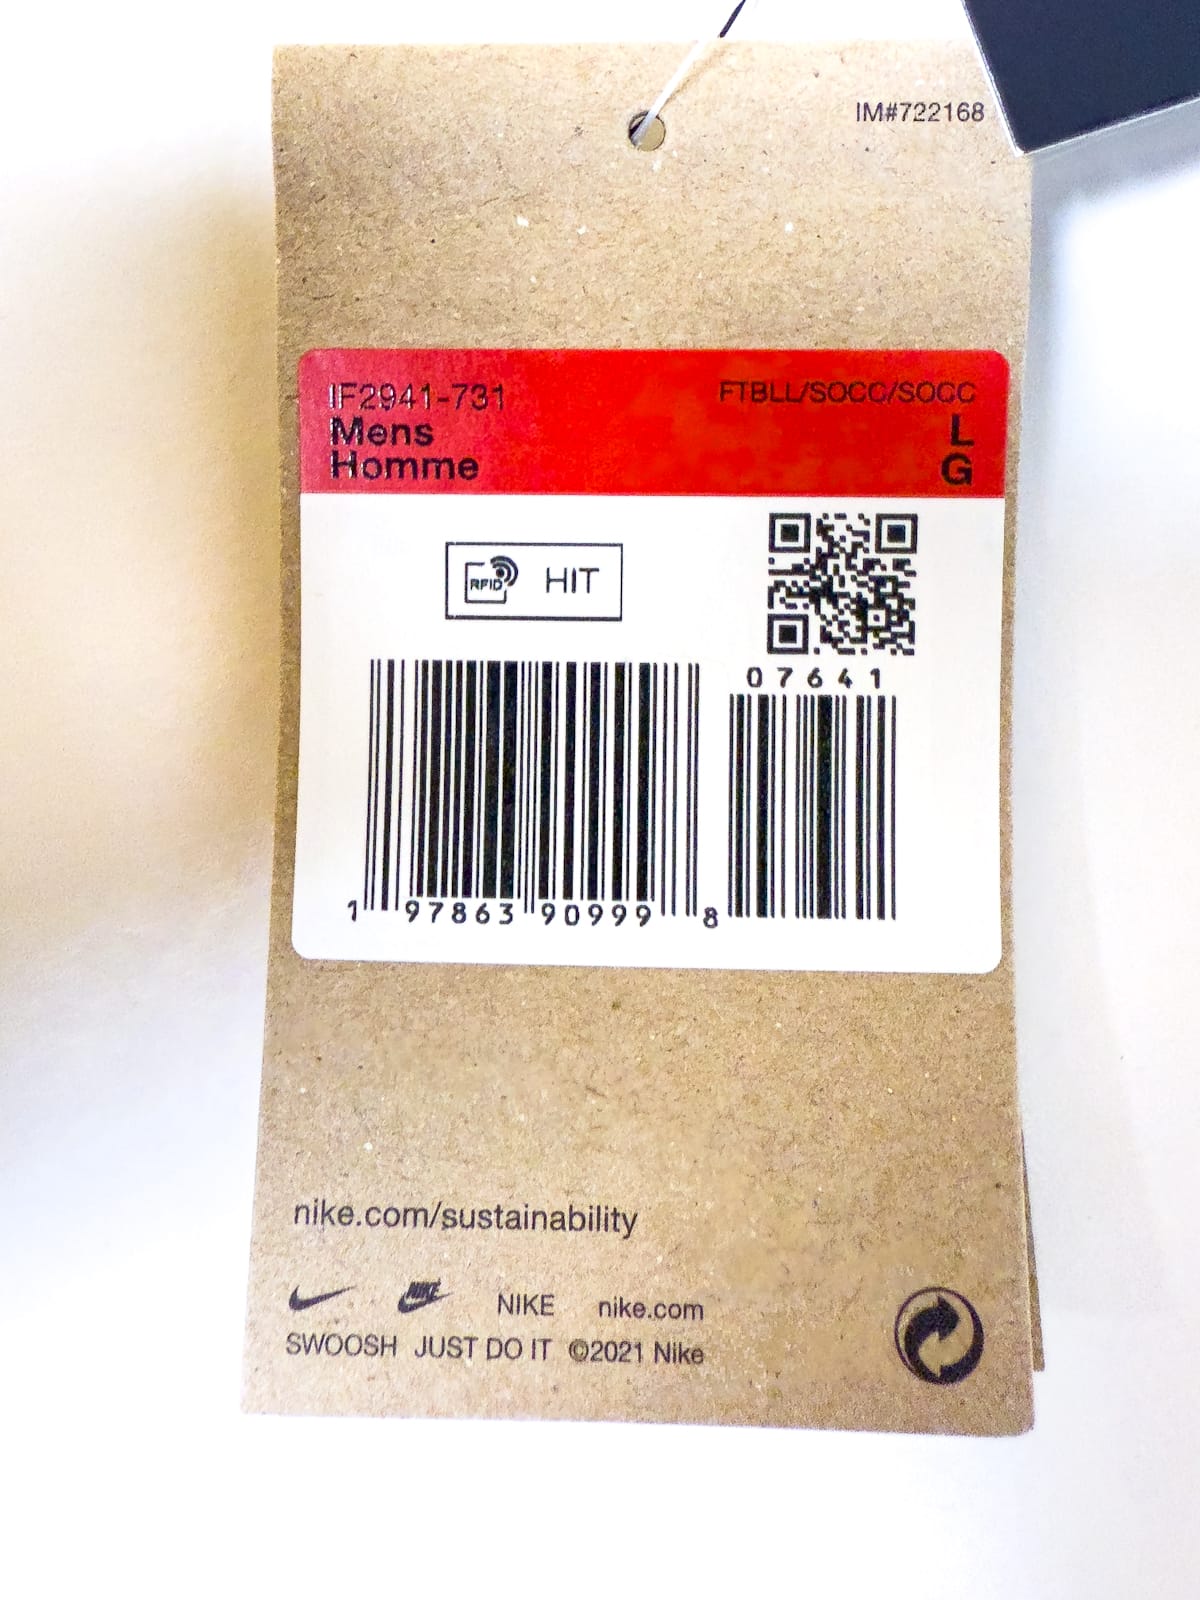 IM#722168
IF2941-731 FTBLL/SOCC/SOCC
Mens L
Homme G
RFID HIT
07641
1 97863 90999 8
nike.com/sustainability
NIKE NIKE nike.com
SWOOSH JUST DO IT ©2021 Nike